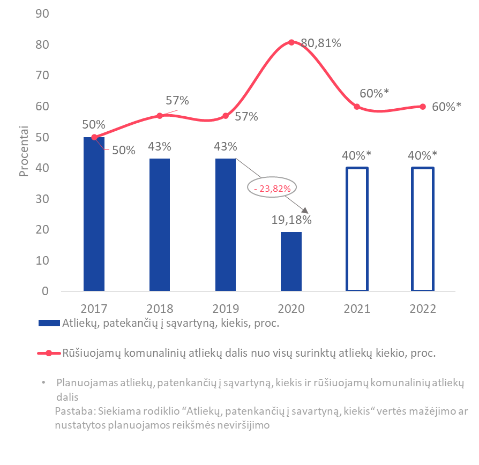 90
80
70
60
50
40
30
20
10
0
Procentai
80,81%
60%*
60%*
57%
57%
50%
50%
43%
43%
40%*
40%*
- 23,82%
19,18%
2017 2018 2019 2020 2021 2022
Atliekų, patekančių į sąvartyną, kiekis, proc.
Rūšiuojamų komunalinių atliekų dalis nuo visų surinktų atliekų kiekio, proc.
• Planuojamas atliekų, patenkančių į sąvartyną, kiekis ir rūšiuojamų komunalinių atliekų
dalis
Pastaba: Siekiama rodiklio "Atliekų, patenkančių į savartyną, kiekis" vertės mažėjimo ar
nustatytos planuojamos reikšmės neviršijimo